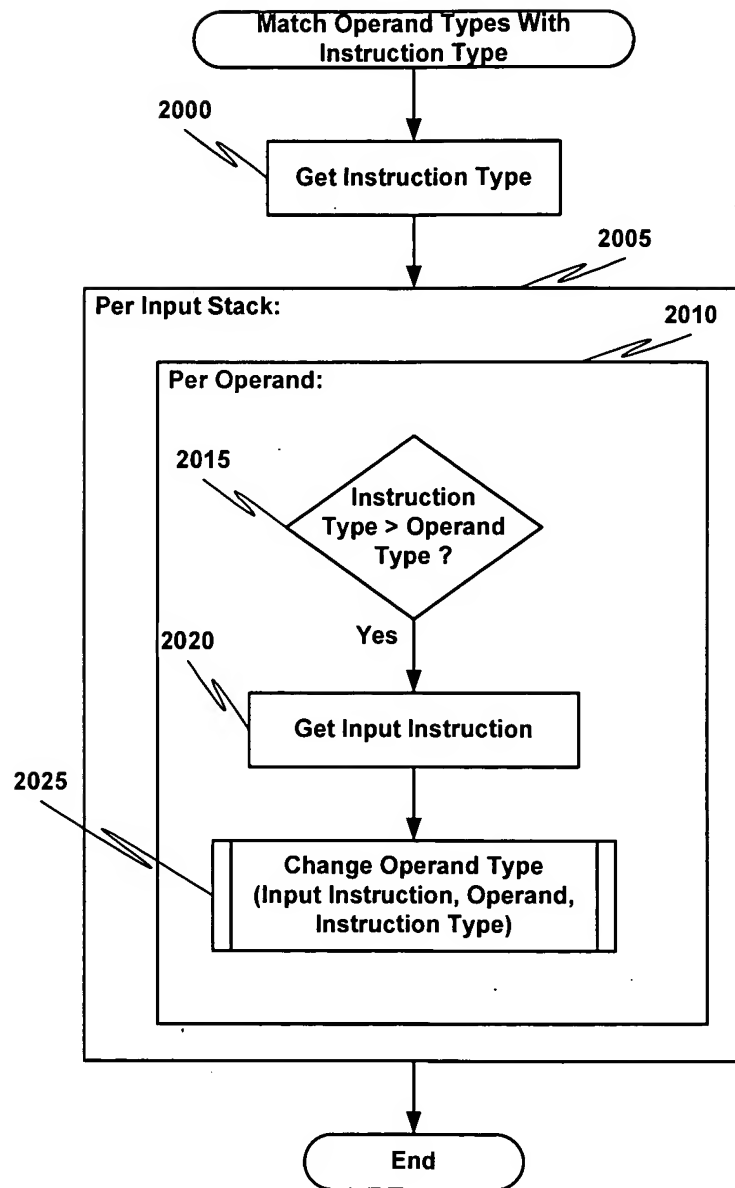 Match Operand Types With
Instruction Type
2000
Get Instruction Type
2005
Per Input Stack:
2010
Per Operand:
2015
Instruction
Type > Operand
Type ?
Yes
2020
Get Input Instruction
2025
Change Operand Type
(Input Instruction, Operand,
Instruction Type)
End